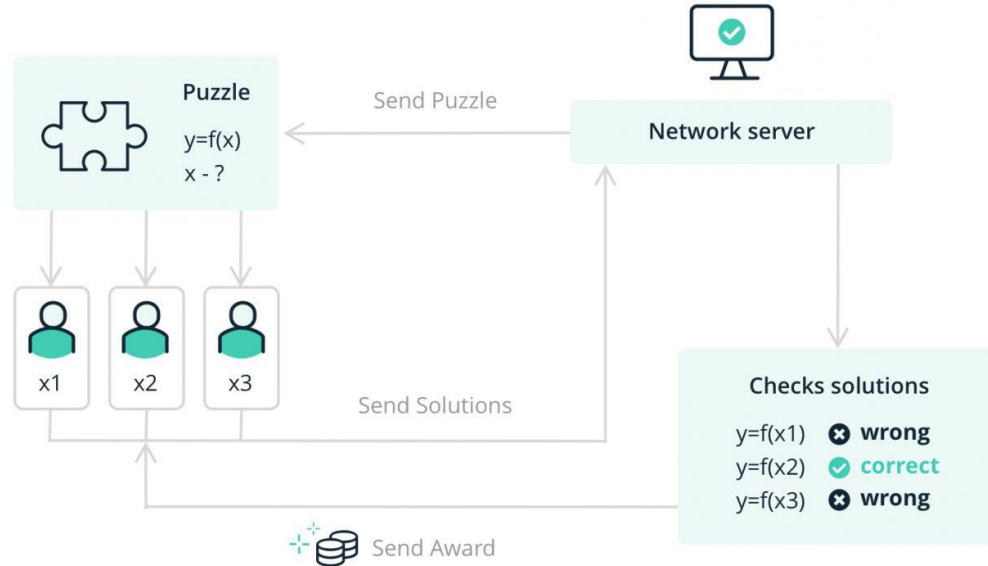 Puzzle
y=f(x)
x - ?
Send Puzzle
Network server
x1
x2
x3
Send Solutions
Checks solutions
y=f(x1) wrong
y=f(x2) correct
y=f(x3) wrong
Send Award